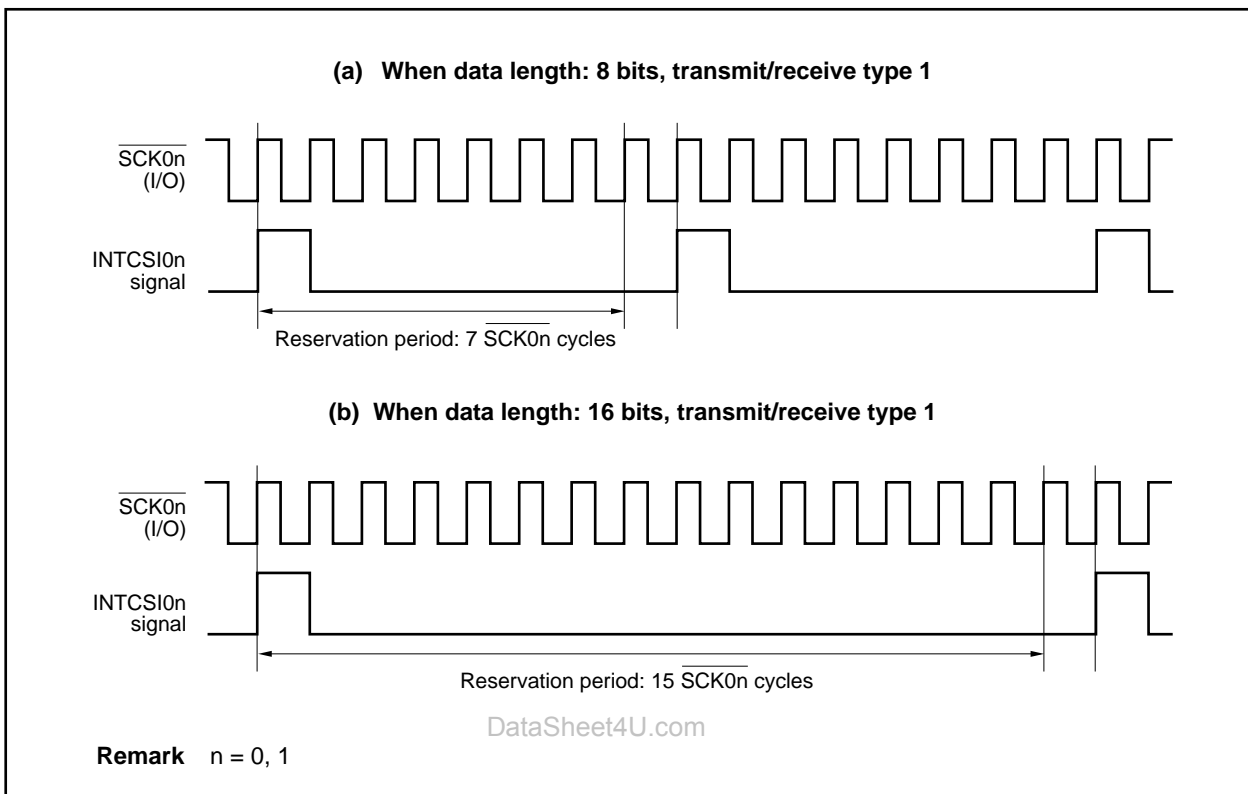 (a) When data length: 8 bits, transmit/receive type 1
SCK0n
(I/O)
INTCSI0n
signal
Reservation period: 7 SCK0n cycles
(b) When data length: 16 bits, transmit/receive type 1
SCK0n
(I/O)
INTCSI0n
signal
Reservation period: 15 SCK0n cycles
DataSheet4U.com
Remark n = 0, 1